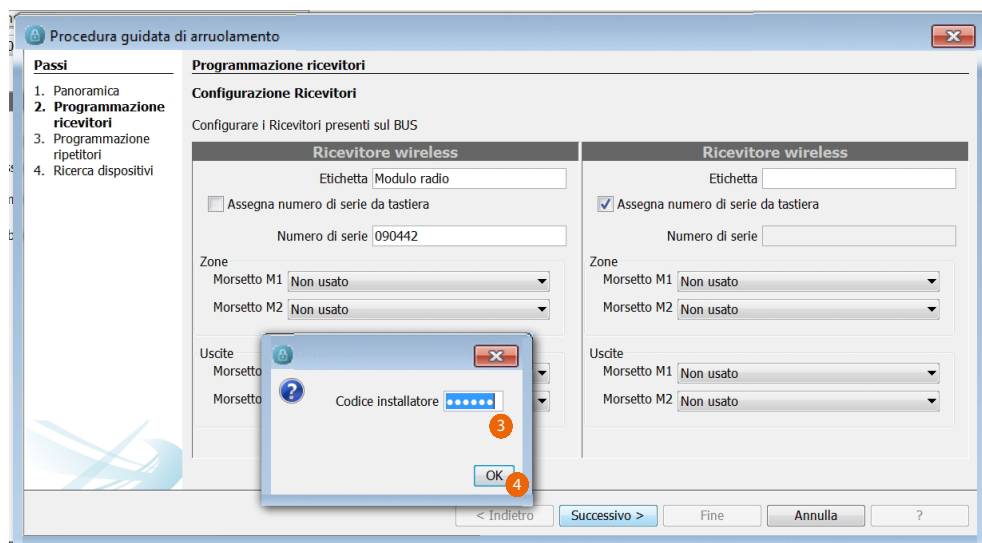 Procedura guidata di arruolamento
Passi
1. Panoramica
2. Programmazione
ricevitori
3. Programmazione
ripetitori
4. Ricerca dispositivi
Programmazione ricevitori
Configurazione Ricevitori
Configurare i Ricevitori presenti sul BUS
Ricevitore wireless
Etichetta Modulo radio
Assegna numero di serie da tastiera
Numero di serie 090442
Zone
Morsetto M1 Non usato
Morsetto M2 Non usato
Uscite
Morsetto
Morsetto
Ricevitore wireless
Etichetta
Assegna numero di serie da tastiera
Numero di serie
Zone
Morsetto M1 Non usato
Morsetto M2 Non usato
Uscite
Morsetto M1 Non usato
Morsetto M2 Non usato
? Codice installatore ••••••
3
OK
4
< Indietro Successivo > Fine Annulla ?